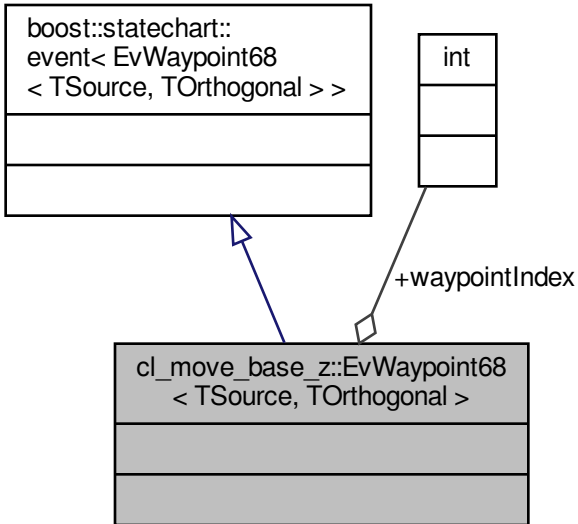 boost::statechart::
event< EvWaypoint68
< TSource, TOrthogonal > >
int
+waypointIndex
cl_move_base_z::EvWaypoint68
< TSource, TOrthogonal >